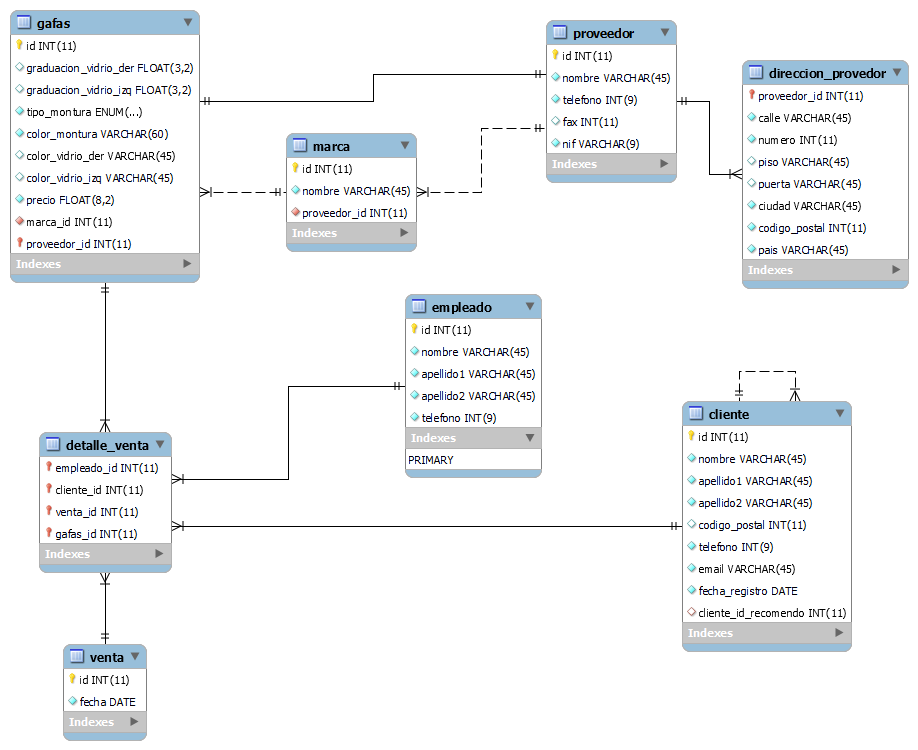 gafas
id INT(11)
graduacion_vidrio_der FLOAT(3,2)
graduacion_vidrio_izq FLOAT(3,2)
tipo_montura ENUM(...)
color_montura VARCHAR(60)
color_vidrio_der VARCHAR(45)
color_vidrio_izq VARCHAR(45)
precio FLOAT(8,2)
marca_id INT(11)
proveedor_id INT(11)
Indexes
marca
id INT(11)
nombre VARCHAR(45)
proveedor_id INT(11)
Indexes
proveedor
id INT(11)
nombre VARCHAR(45)
telefono INT(9)
fax INT(11)
nif VARCHAR(9)
Indexes
direccion_provedor
proveedor_id INT(11)
calle VARCHAR(45)
numero INT(11)
piso VARCHAR(45)
puerta VARCHAR(45)
ciudad VARCHAR(45)
codigo_postal INT(11)
pais VARCHAR(45)
Indexes
empleado
id INT(11)
nombre VARCHAR(45)
apellido1 VARCHAR(45)
apellido2 VARCHAR(45)
telefono INT(9)
Indexes
PRIMARY
cliente
id INT(11)
nombre VARCHAR(45)
apellido1 VARCHAR(45)
apellido2 VARCHAR(45)
codigo_postal INT(11)
telefono INT(9)
email VARCHAR(45)
fecha_registro DATE
cliente_id_recomendo INT(11)
Indexes
detalle_venta
empleado_id INT(11)
cliente_id INT(11)
venta_id INT(11)
gafas_id INT(11)
Indexes
venta
id INT(11)
fecha DATE
Indexes